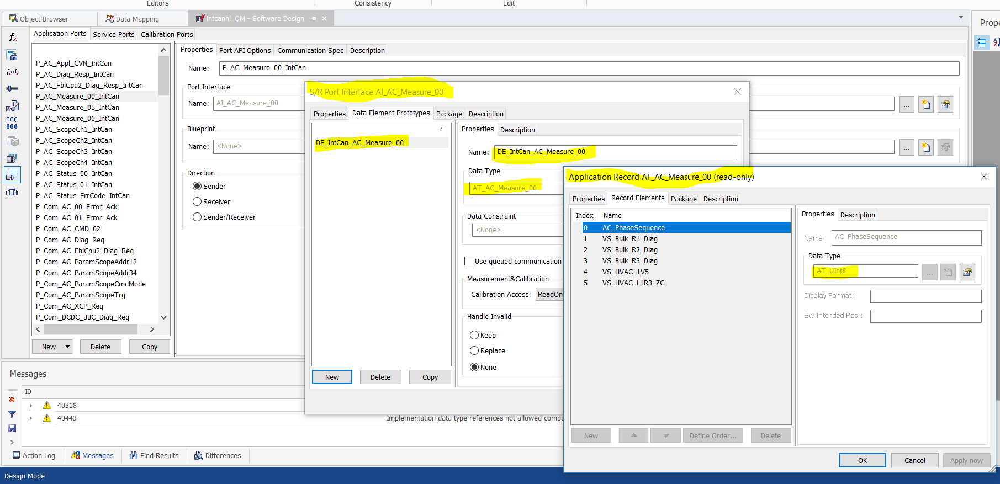 Editors
Consistency
Edit
Object Browser
Data Mapping
intcanhl_QM - Software Design
Application Ports
Service Ports
Calibration Ports
P_AC_Appl_CVN_IntCan
P_AC_Diag_Resp_IntCan
P_AC_FblCpu2_Diag_Resp_IntCan
P_AC_Measure_00_IntCan
P_AC_Measure_05_IntCan
P_AC_Measure_06_IntCan
P_AC_ScopeCh1_IntCan
P_AC_ScopeCh2_IntCan
P_AC_ScopeCh3_IntCan
P_AC_ScopeCh4_IntCan
P_AC_Status_00_IntCan
P_AC_Status_01_IntCan
P_AC_Status_ErrCode_IntCan
P_Com_AC_00_Error_Ack
P_Com_AC_01_Error_Ack
P_Com_AC_CMD_02
P_Com_AC_Diag_Req
P_Com_AC_FblCpu2_Diag_Req
P_Com_AC_ParamScopeAddr12
P_Com_AC_ParamScopeAddr34
P_Com_AC_ParamScopeCmdMode
P_Com_AC_ParamScopeTrg
P_Com_AC_XCP_Req
P_Com_DCDC_BBC_Diag_Req
New
Delete
Copy
Properties
Port API Options
Communication Spec
Description
Name:
P_AC_Measure_00_IntCan
Port Interface
Name:
AI_AC_Measure_00
...
Blueprint
Name:
<None>
...
Direction
Sender
Receiver
Sender/Receiver
S/R Port Interface AI_AC_Measure_00
Properties
Data Element Prototypes
Package
Description
DE_IntCan_AC_Measure_00
New
Delete
Copy
Properties
Description
Name:
DE_IntCan_AC_Measure_00
Data Type
AT_AC_Measure_00
Data Constraint
<None>
Use queued communication
Measurement&Calibration
Calibration Access:
ReadOn
Handle Invalid
Keep
Replace
None
Application Record AT_AC_Measure_00 (read-only)
Properties
Record Elements
Package
Description
Index
Name
0 AC_PhaseSequence
1 VS_Bulk_R1_Diag
2 VS_Bulk_R2_Diag
3 VS_Bulk_R3_Diag
4 VS_HVAC_1V5
5 VS_HVAC_L1R3_ZC
New
Define Order...
Delete
Properties
Description
Name:
AC_PhaseSequence
Data Type
AT_UInt8
...
Display Format:
Sw Intended Res.:
OK
Cancel
Apply now
Prope
Messages
ID
40318
40443
Implementation data type references not allowed compu
Action Log
Messages
Find Results
Differences
Design Mode